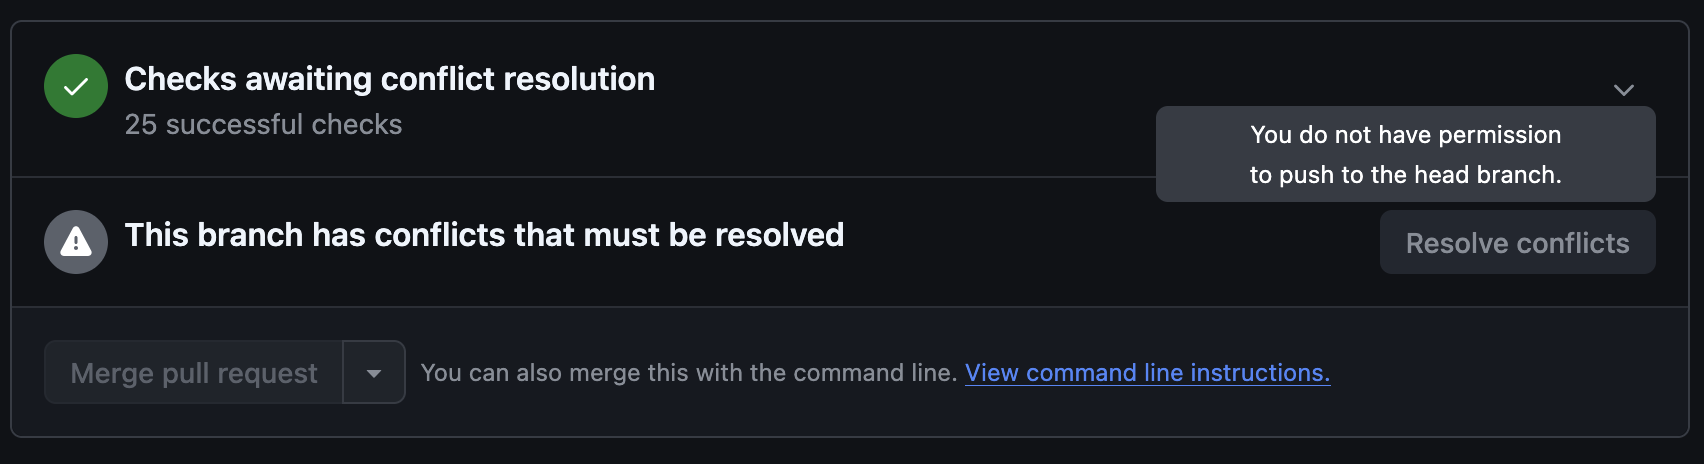 Checks awaiting conflict resolution
25 successful checks
You do not have permission
to push to the head branch.
This branch has conflicts that must be resolved
Resolve conflicts
Merge pull request
You can also merge this with the command line. View command line instructions.